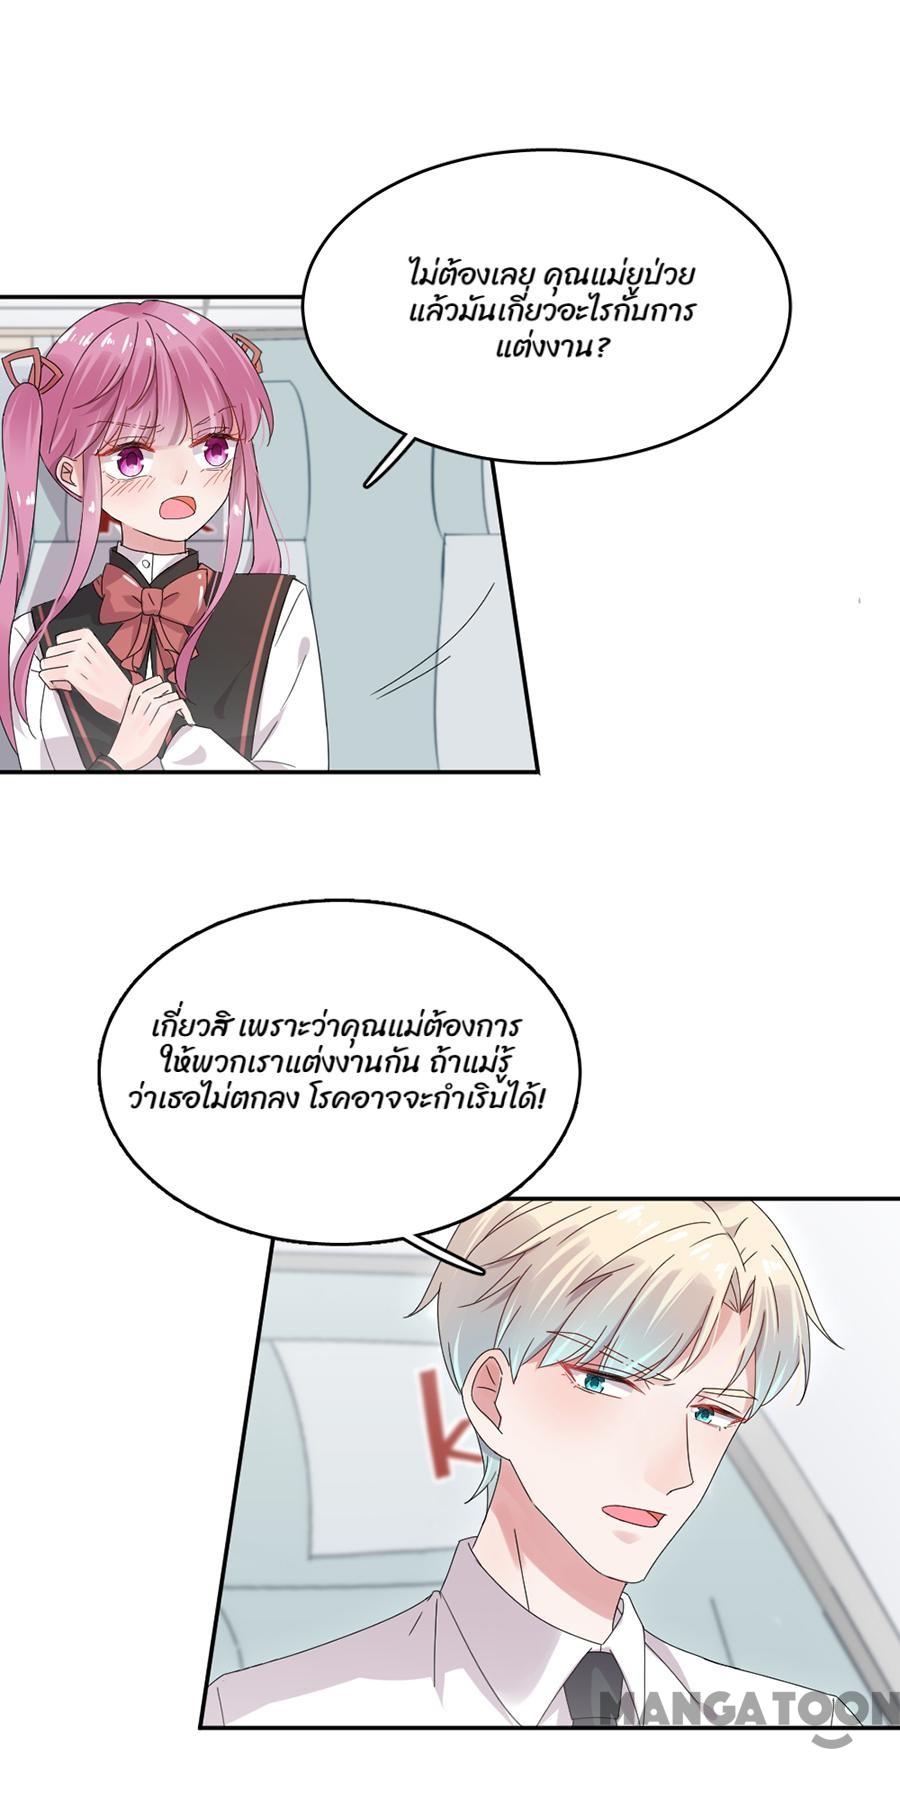 ไม่ต้องเลย คุณแม่ยูป่วย
แล้วมันเกี่ยวอะไรกับการ
แต่งงาน?
เกี่ยวสิ เพราะว่าคุณแม่ต้องการ
ให้พวกเราแต่งงานกัน ถ้าแม่รู้
ว่าเธอไม่ตกลง โรคอาจจะกำเริบได้!
k
MANGATOON